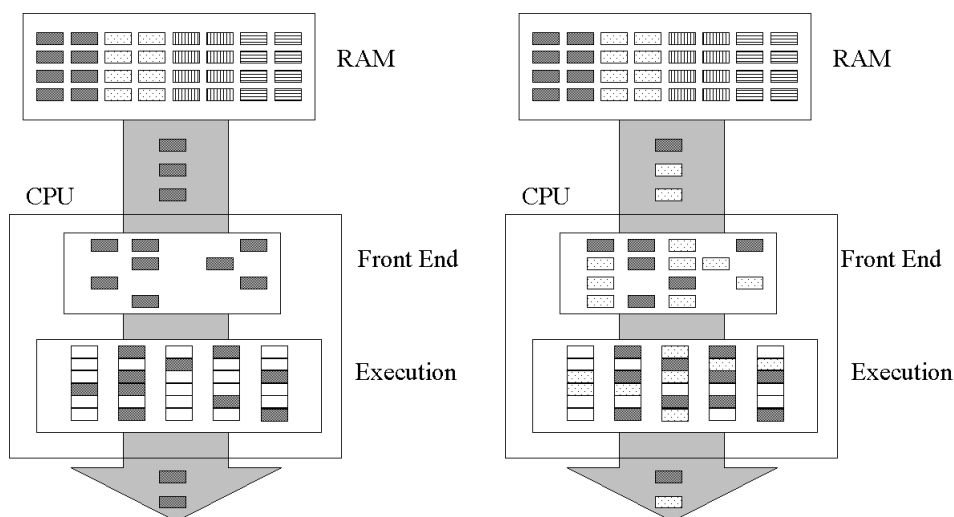 RAM
CPU
Front End
Execution
RAM
CPU
Front End
Execution